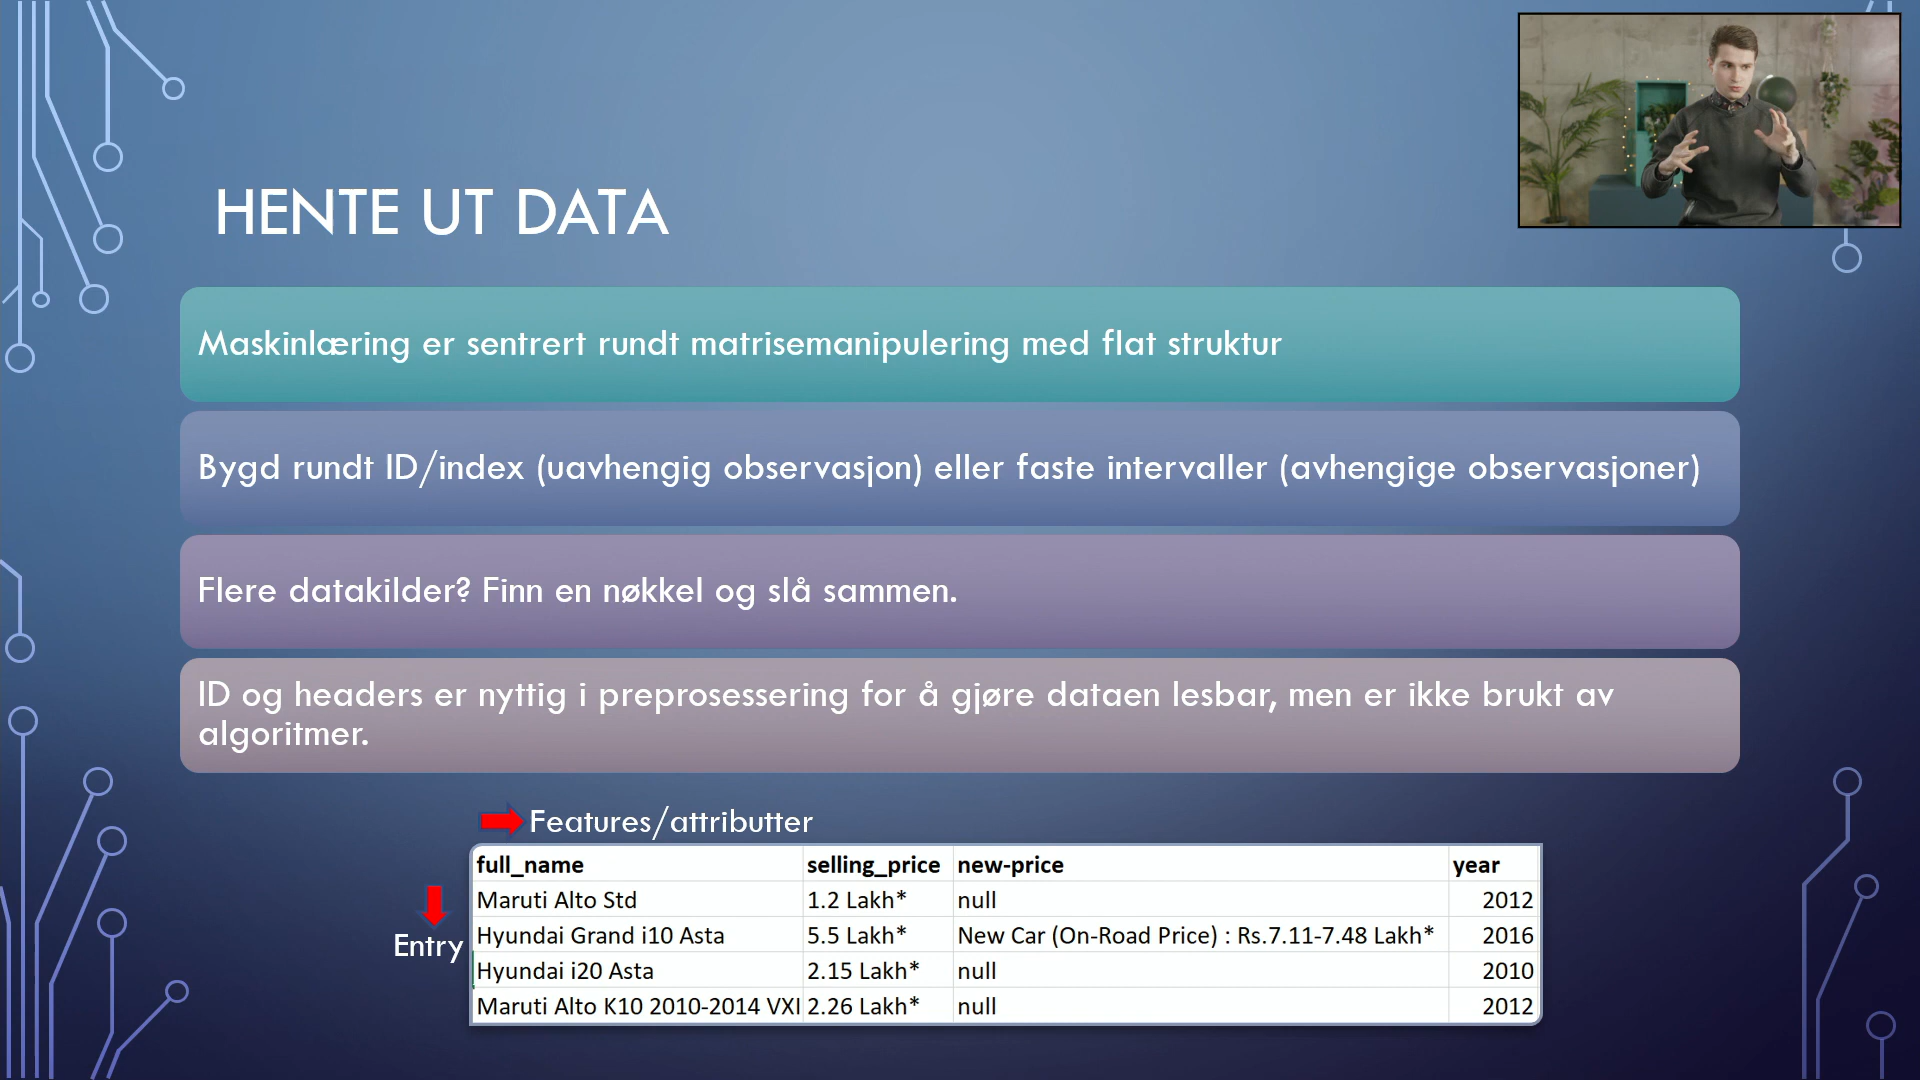 HENTE UT DATA
Maskinlæring er sentrert rundt matrisemanipulering med flat struktur
Bygd rundt ID/index (uavhengig observasjon) eller faste intervaller (avhengige observasjoner)
Flere datakilder? Finn en nøkkel og slå sammen.
ID og headers er nyttig i preprosessering for å gjøre dataen lesbar, men er ikke brukt av
algoritmer.
Features/attributter
full_name selling_price new-price year
Maruti Alto Std 1.2 Lakh* null 2012
Entry
Hyundai Grand i10 Asta 5.5 Lakh* New Car (On-Road Price) : Rs.7.11-7.48 Lakh* 2016
Hyundai i20 Asta 2.15 Lakh* null 2010
Maruti Alto K10 2010-2014 VXI 2.26 Lakh* null 2012